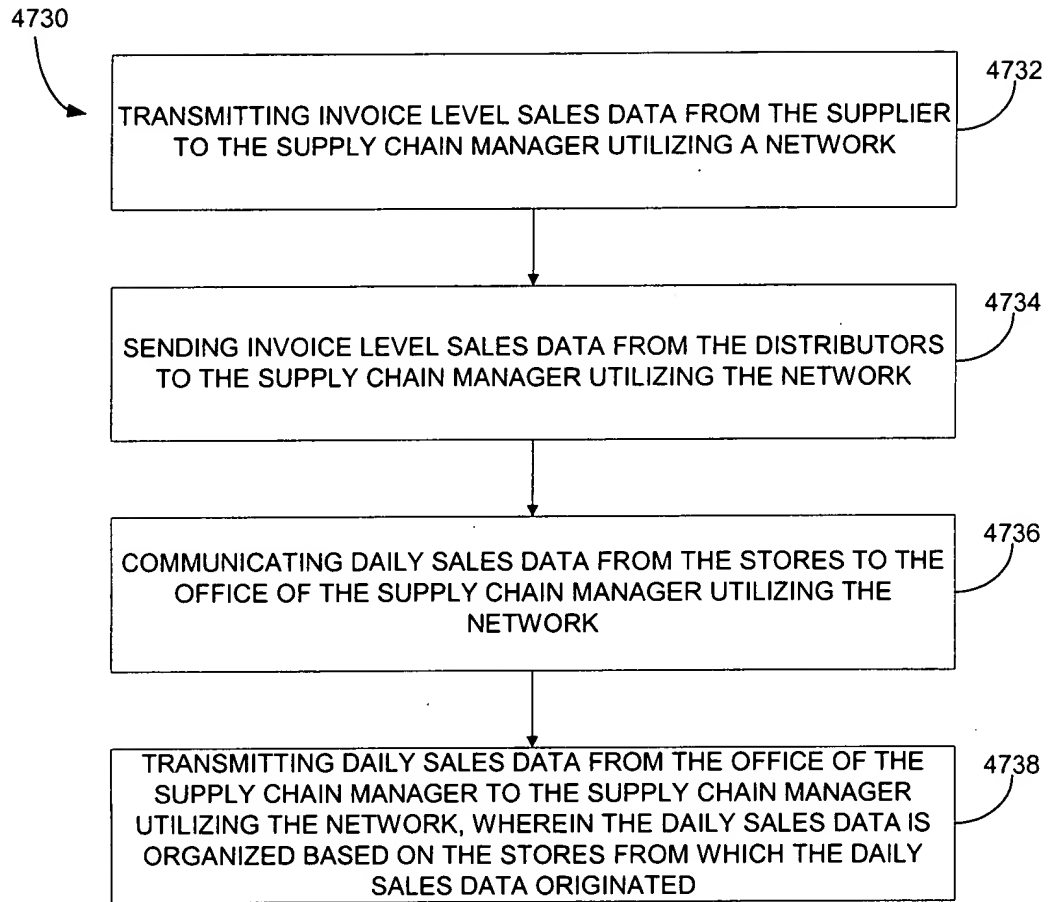 4730
4732
TRANSMITTING INVOICE LEVEL SALES DATA FROM THE SUPPLIER
TO THE SUPPLY CHAIN MANAGER UTILIZING A NETWORK
4734
SENDING INVOICE LEVEL SALES DATA FROM THE DISTRIBUTORS
TO THE SUPPLY CHAIN MANAGER UTILIZING THE NETWORK
4736
COMMUNICATING DAILY SALES DATA FROM THE STORES TO THE
OFFICE OF THE SUPPLY CHAIN MANAGER UTILIZING THE
NETWORK
4738
TRANSMITTING DAILY SALES DATA FROM THE OFFICE OF THE
SUPPLY CHAIN MANAGER TO THE SUPPLY CHAIN MANAGER
UTILIZING THE NETWORK, WHEREIN THE DAILY SALES DATA IS
ORGANIZED BASED ON THE STORES FROM WHICH THE DAILY
SALES DATA ORIGINATED